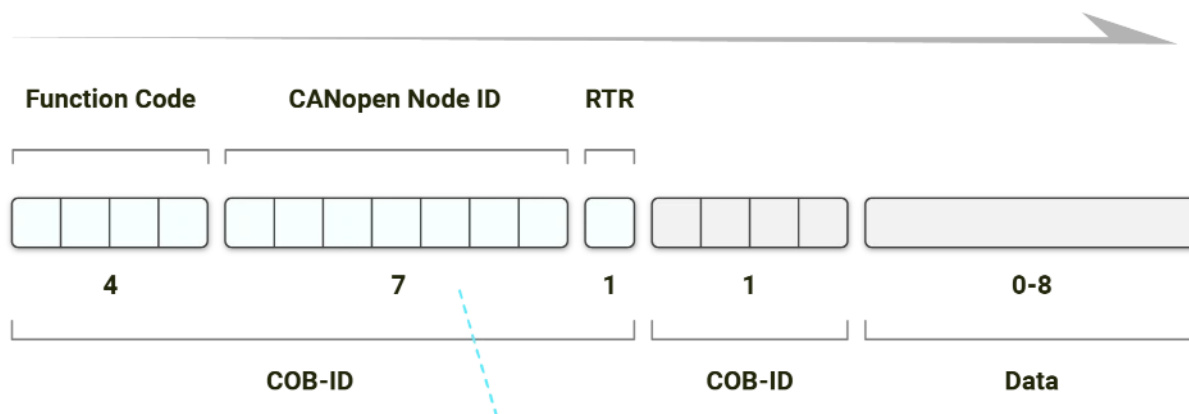 Function Code CANopen Node ID RTR
4 7 1 1 0-8
COB-ID COB-ID Data